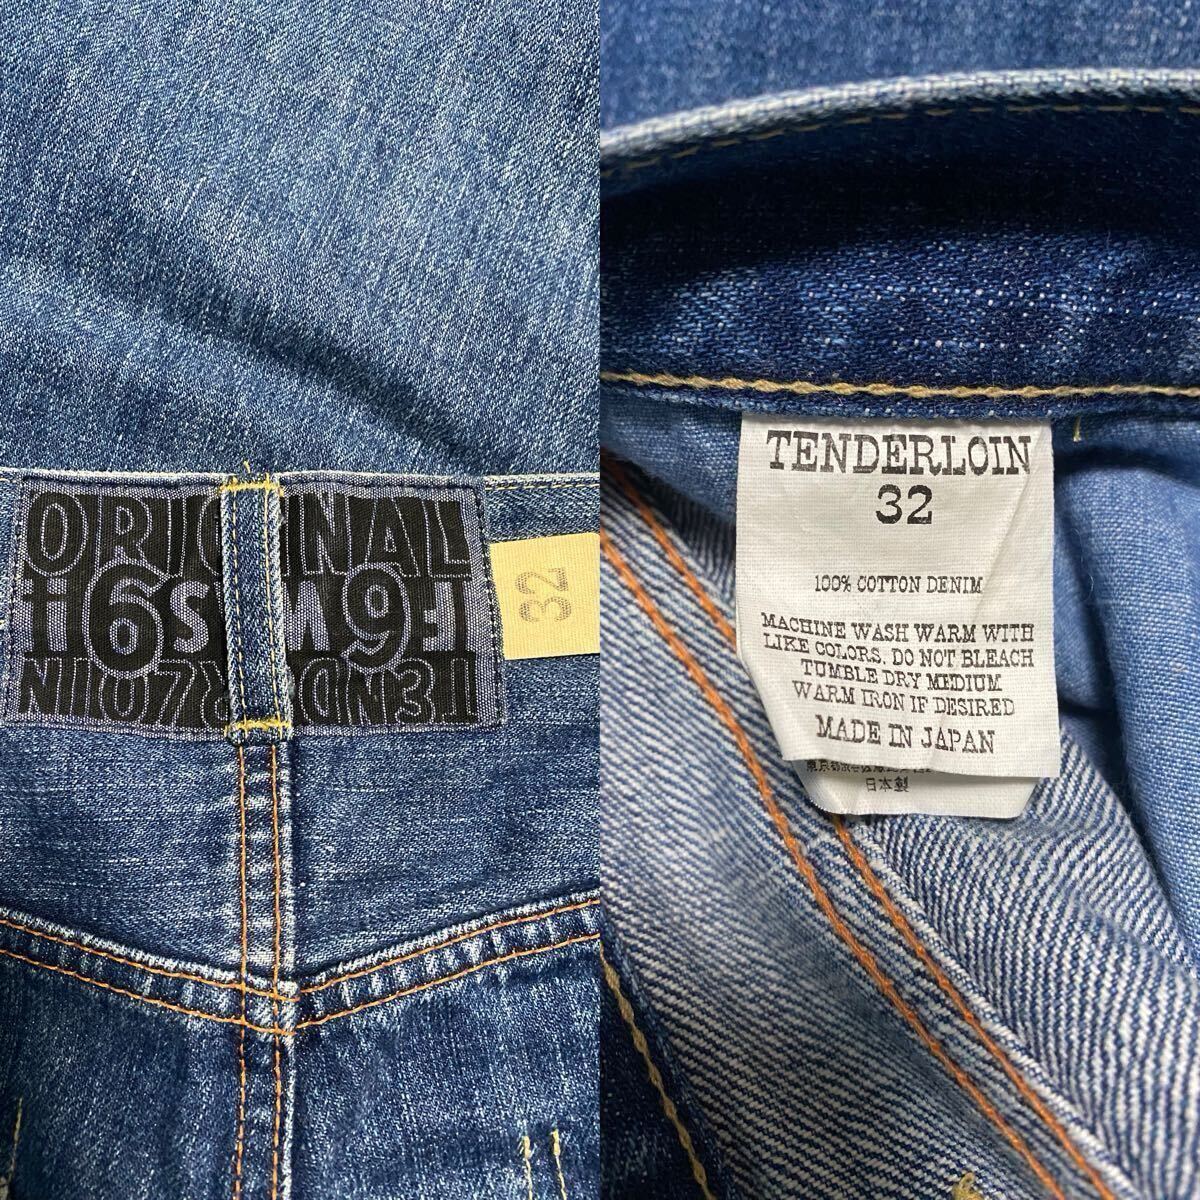 ORIGINAL
TENDERLOIN
32
TENDERLOIN
32
100% COTTON DENIM
MACHINE WASH WARM WITH
LIKE COLORS. DO NOT BLEACH
TUMBLE DRY MEDIUM
WARM IRON IF DESIRED
MADE IN JAPAN
日本製